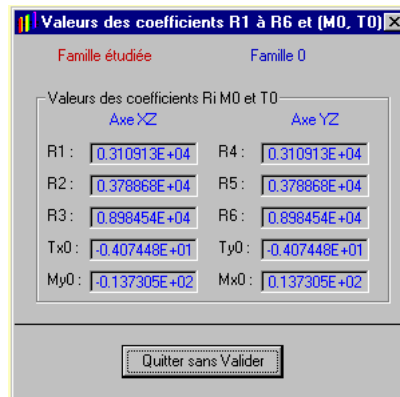 Valeurs des coefficients R1 à R6 et (M0, T0)
Famille étudiée Famille 0
Valeurs des coefficients Ri M0 et T0
Axe XZ Axe YZ
R1 : 0.310913E+04 R4 : 0.310913E+04
R2 : 0.378868E+04 R5 : 0.378868E+04
R3 : 0.898454E+04 R6 : 0.898454E+04
Tx0 : -0.407448E+01 Ty0 : -0.407448E+01
My0 : -0.137305E+02 Mx0 : 0.137305E+02
Quitter sans Valider